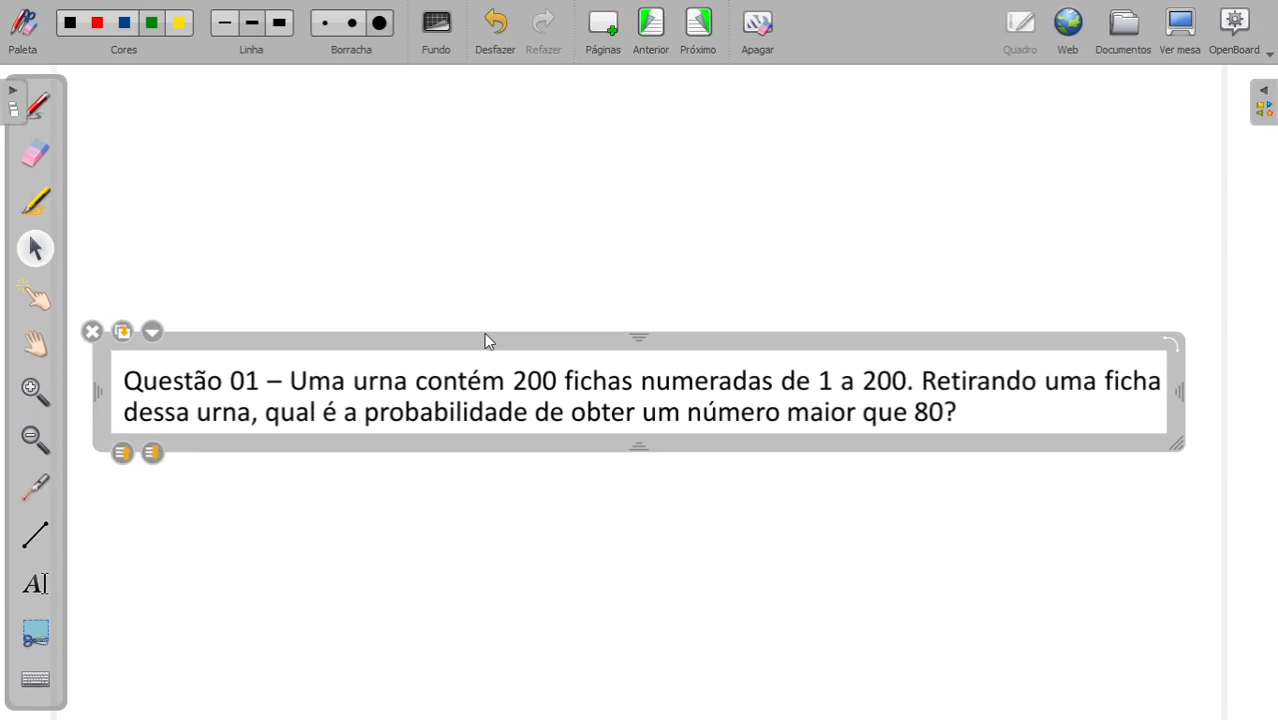 Paleta Cores Linha Borracha Fundo Desfazer Refazer Páginas Anterior Próximo Apagar Quadro Web Documentos Ver mesa OpenBoard
Questão 01 – Uma urna contém 200 fichas numeradas de 1 a 200. Retirando uma ficha
dessa urna, qual é a probabilidade de obter um número maior que 80?